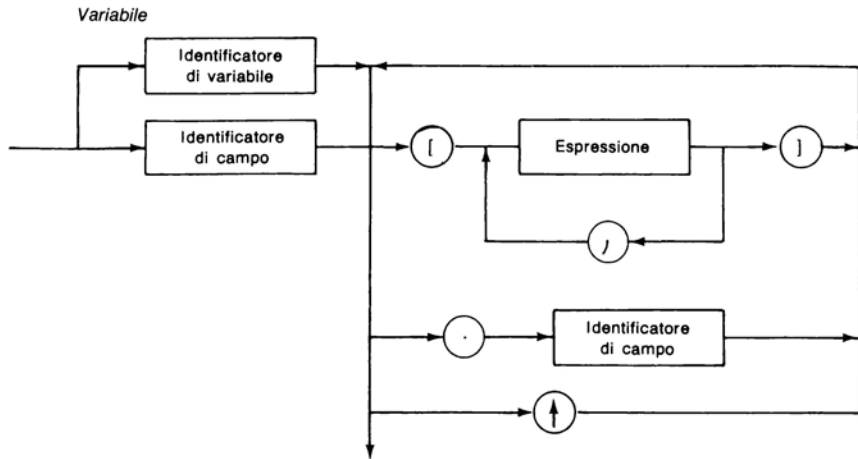 Variabile
Identificatore
di variabile
Identificatore
di campo
[
Espressione
]
,
.
Identificatore
di campo
↑